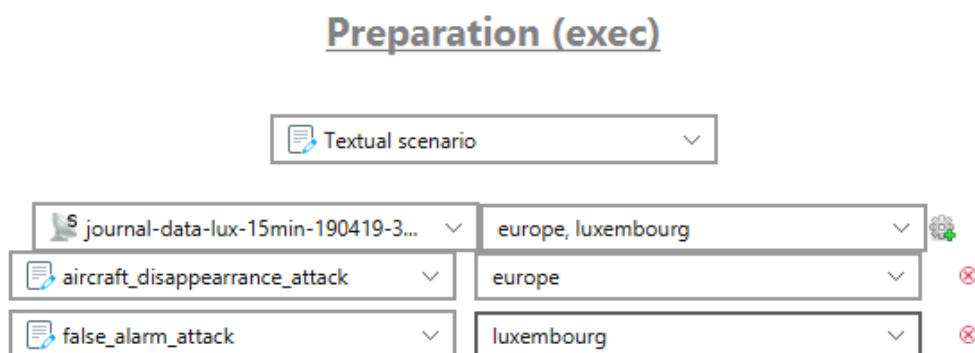 Preparation (exec)
Textual scenario
S journal-data-lux-15min-190419-3... europe, luxembourg
aircraft_disappearrance_attack europe
false_alarm_attack luxembourg